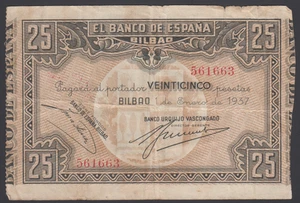 25 EL BANCO DE ESPAÑA 25
BILBAO
561663
Pagará al portador VEINTICINCO pesetas
BILBAO 1 de Enero de 1937
BANCO URQUIJO VASCONGADO
561663
25 25
BANCO DE ESPAÑA